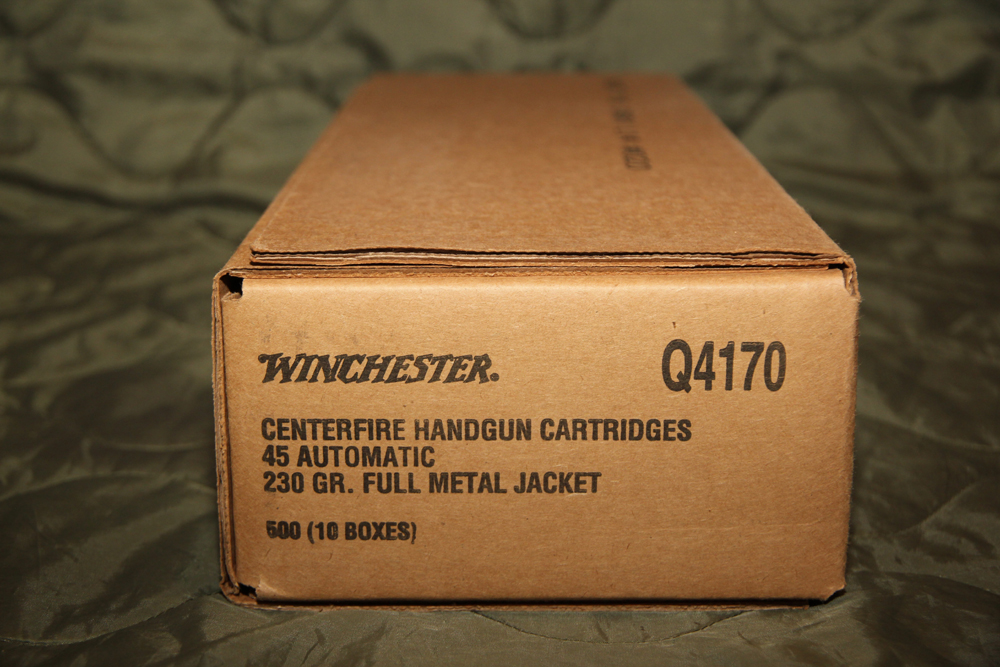 WINCHESTER.
Q4170
CENTERFIRE HANDGUN CARTRIDGES
45 AUTOMATIC
230 GR. FULL METAL JACKET
500 (10 BOXES)